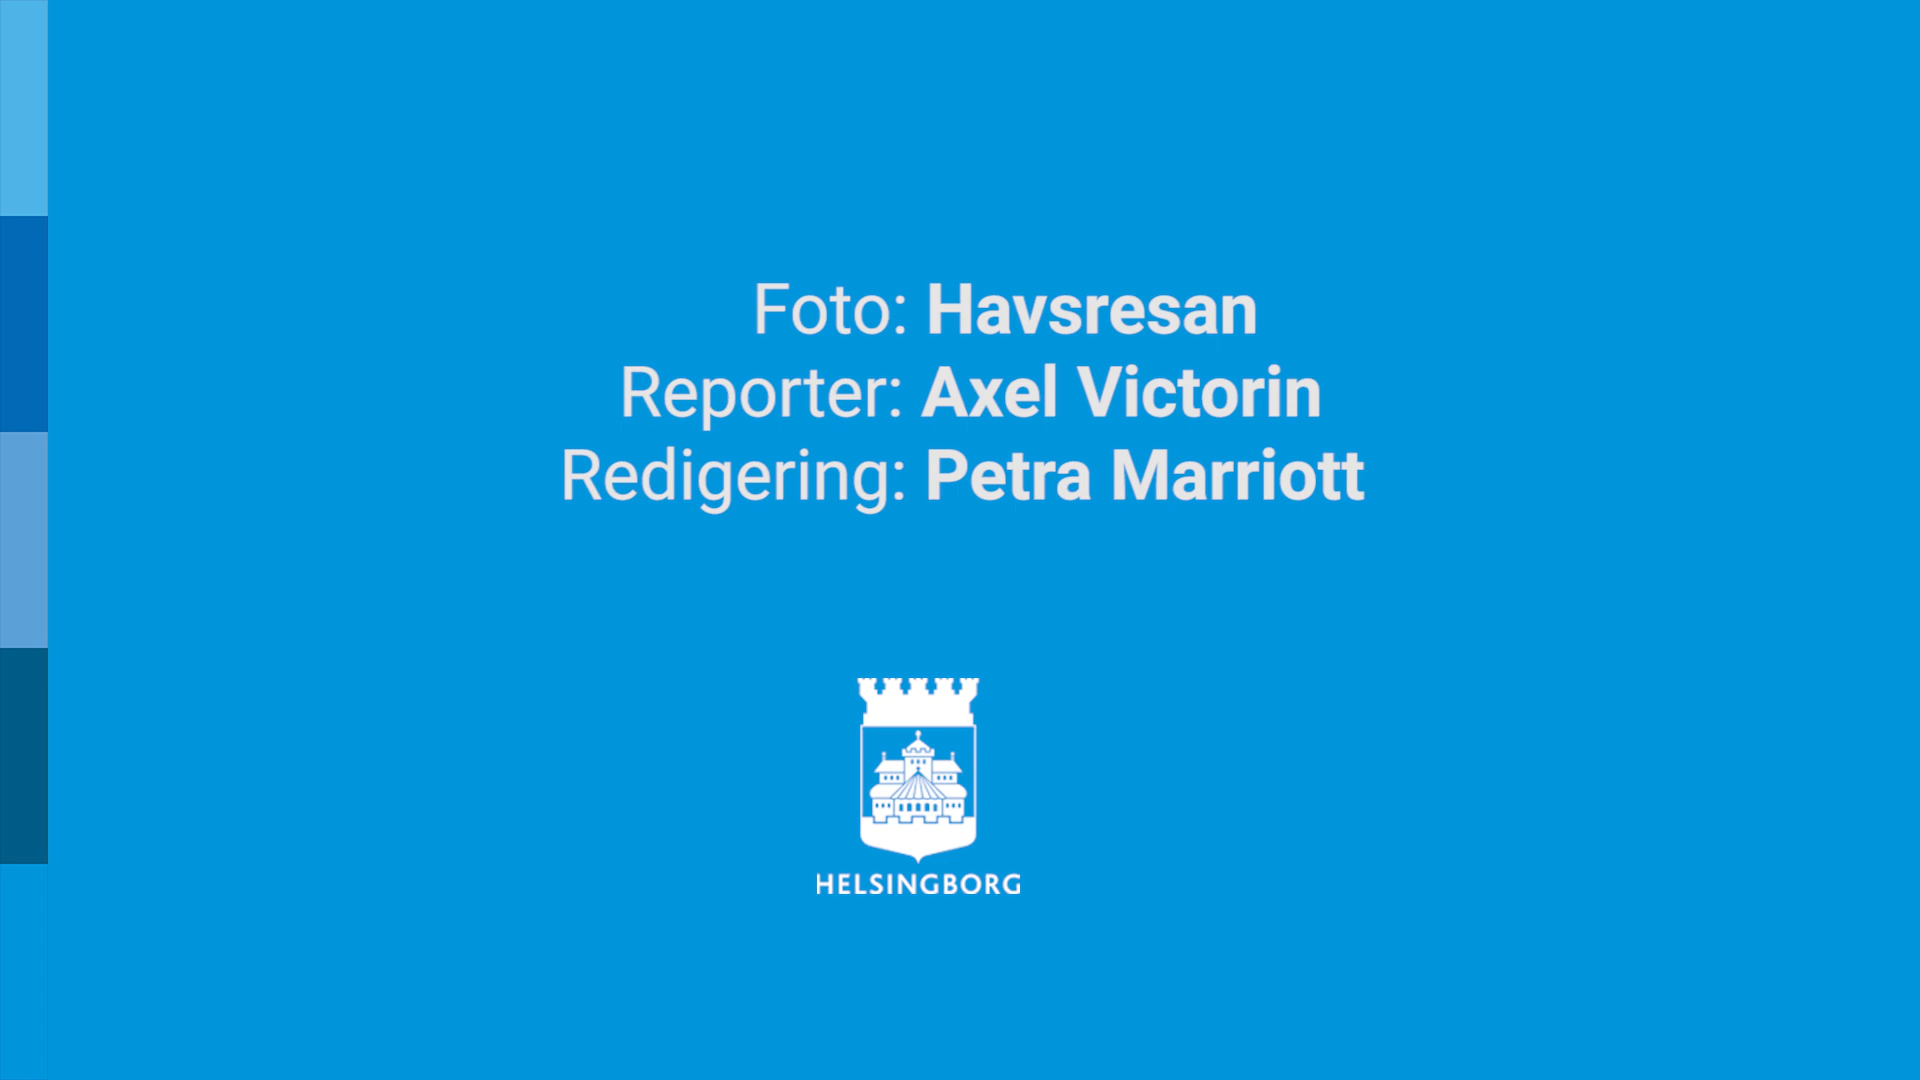 Foto: Havsresan
Reporter: Axel Victorin
Redigering: Petra Marriott
HELSINGBORG